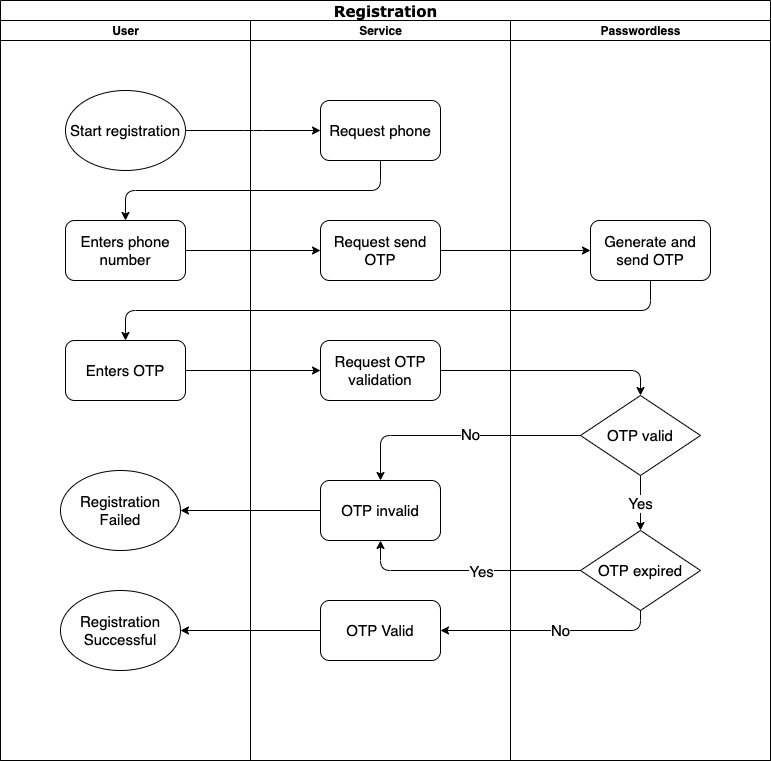 Registration
User
Service
Passwordless
Start registration
Request phone
Enters phone
number
Request send
OTP
Generate and
send OTP
Enters OTP
Request OTP
validation
OTP valid
No
Yes
Registration
Failed
OTP invalid
OTP expired
Yes
Registration
Successful
OTP Valid
No